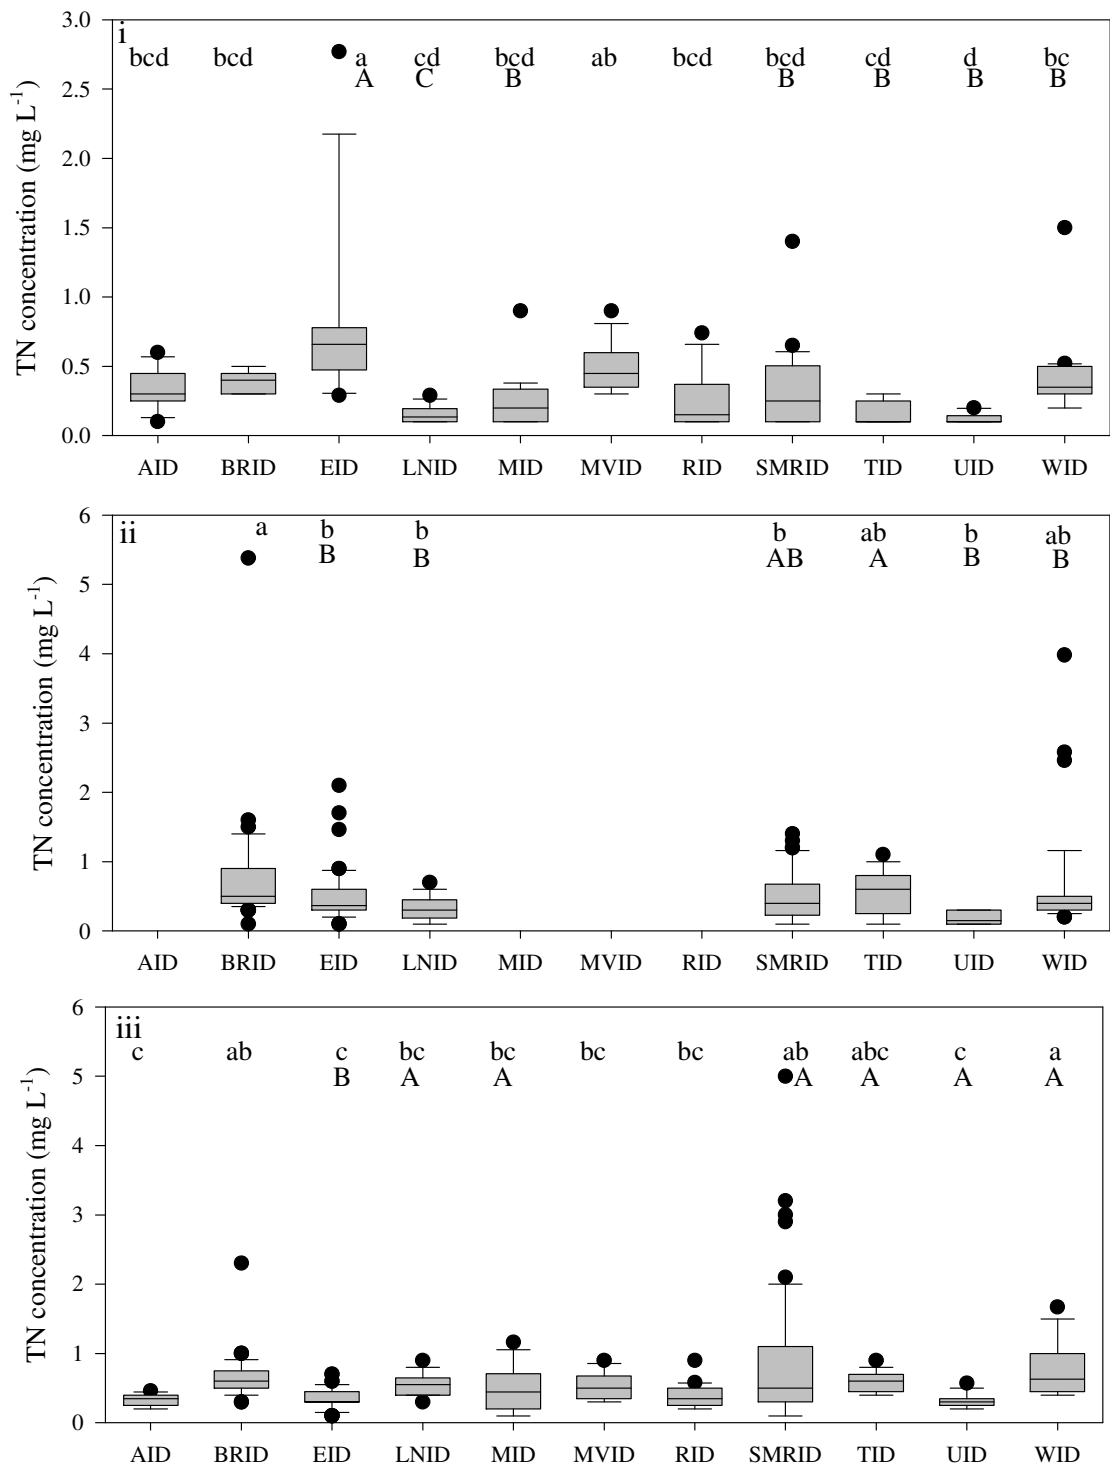 i
bcd bcd a cd bcd ab bcd bcd cd d bc
A C B B B B B
TN concentration (mg L-1)
3.0
2.5
2.0
1.5
1.0
0.5
0.0
AID BRID EID LNID MID MVID RID SMRID TID UID WID
ii
a b b b ab b ab
B B AB A B B
TN concentration (mg L-1)
6
5
4
3
2
1
0
AID BRID EID LNID MID MVID RID SMRID TID UID WID
iii
c ab c bc bc bc bc ab abc c a
B A A A A A A
TN concentration (mg L-1)
6
5
4
3
2
1
0
AID BRID EID LNID MID MVID RID SMRID TID UID WID